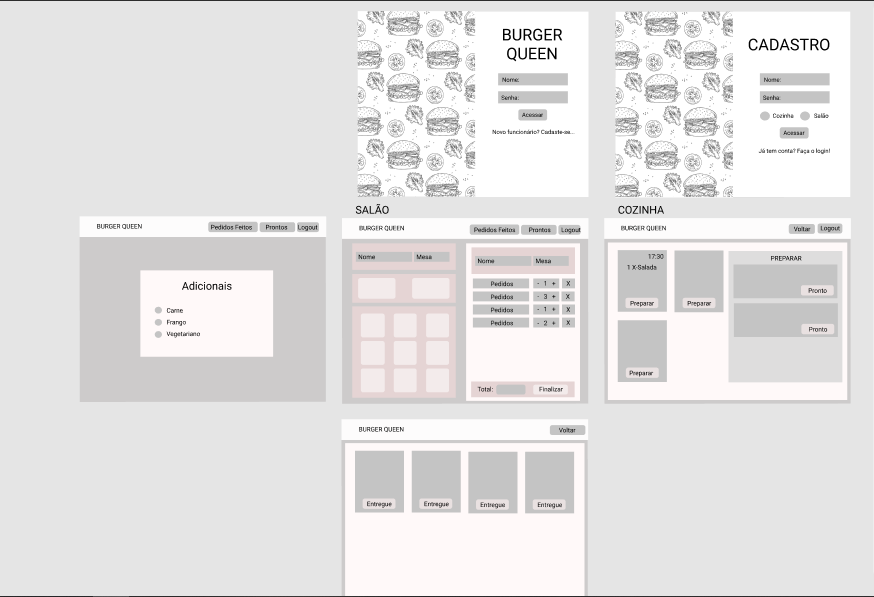 BURGER
QUEEN
Nome:
Senha:
Acessar
Novo funcionário? Cadaste-se...
CADASTRO
Nome:
Senha:
Cozinha Salão
Acessar
Já tem conta? Faça o login!
BURGER QUEEN Pedidos Feitos Prontos Logout
Adicionais
Carne
Frango
Vegetariano
SALÃO
BURGER QUEEN Pedidos Feitos Prontos Logout
Nome Mesa
Nome Mesa
Pedidos - 1 + X
Pedidos - 3 + X
Pedidos - 1 + X
Pedidos - 2 + X
Total: Finalizar
COZINHA
BURGER QUEEN Voltar Logout
17:30
1 X-Salada
Preparar
Preparar
Preparar
PREPARAR
Pronto
Pronto
BURGER QUEEN Voltar
Entregue Entregue Entregue Entregue